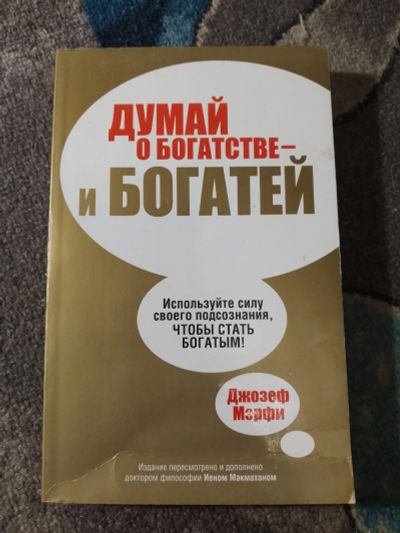 ДУМАЙ
О БОГАТСТВЕ–
И БОГАТЕЙ
Используйте силу
своего подсознания,
ЧТОБЫ СТАТЬ
БОГАТЫМ!
Джозеф
Мэрфи
Издание пересмотрено и дополнено
доктором философии Иеном Макмаханом